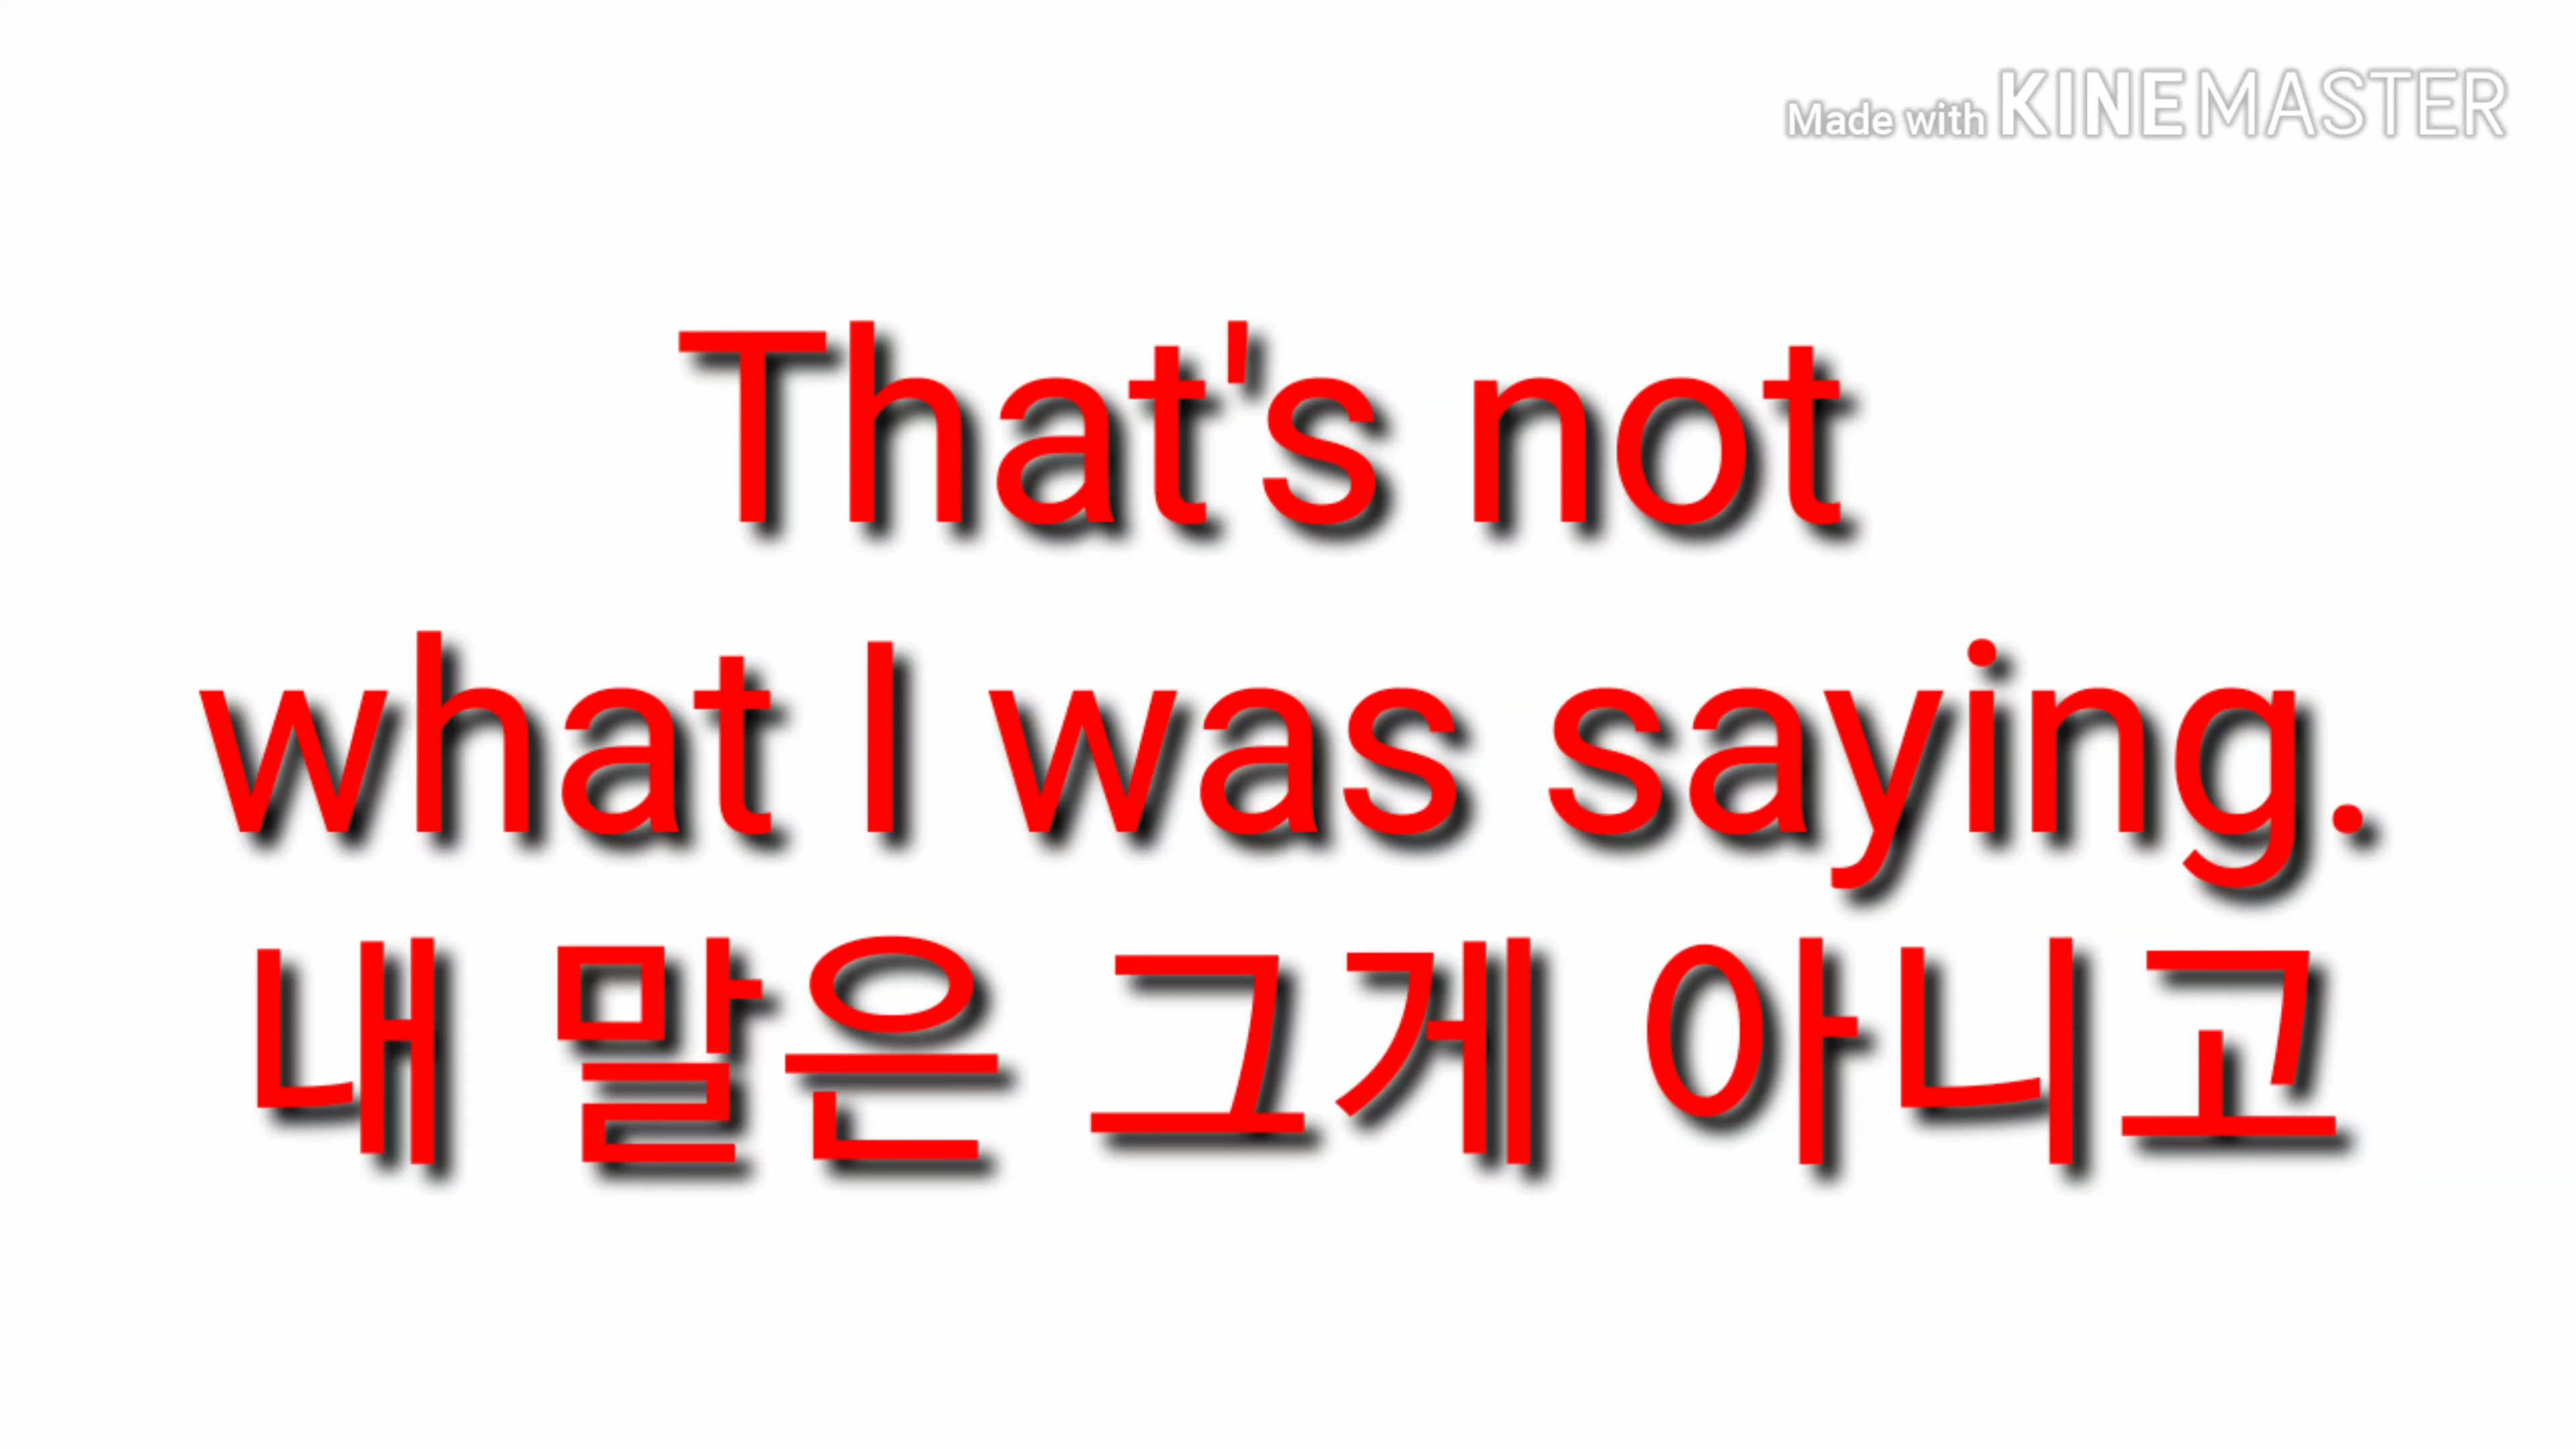 Made with KINEMASTER
That's not
what I was saying.
내 말은 그게 아니고